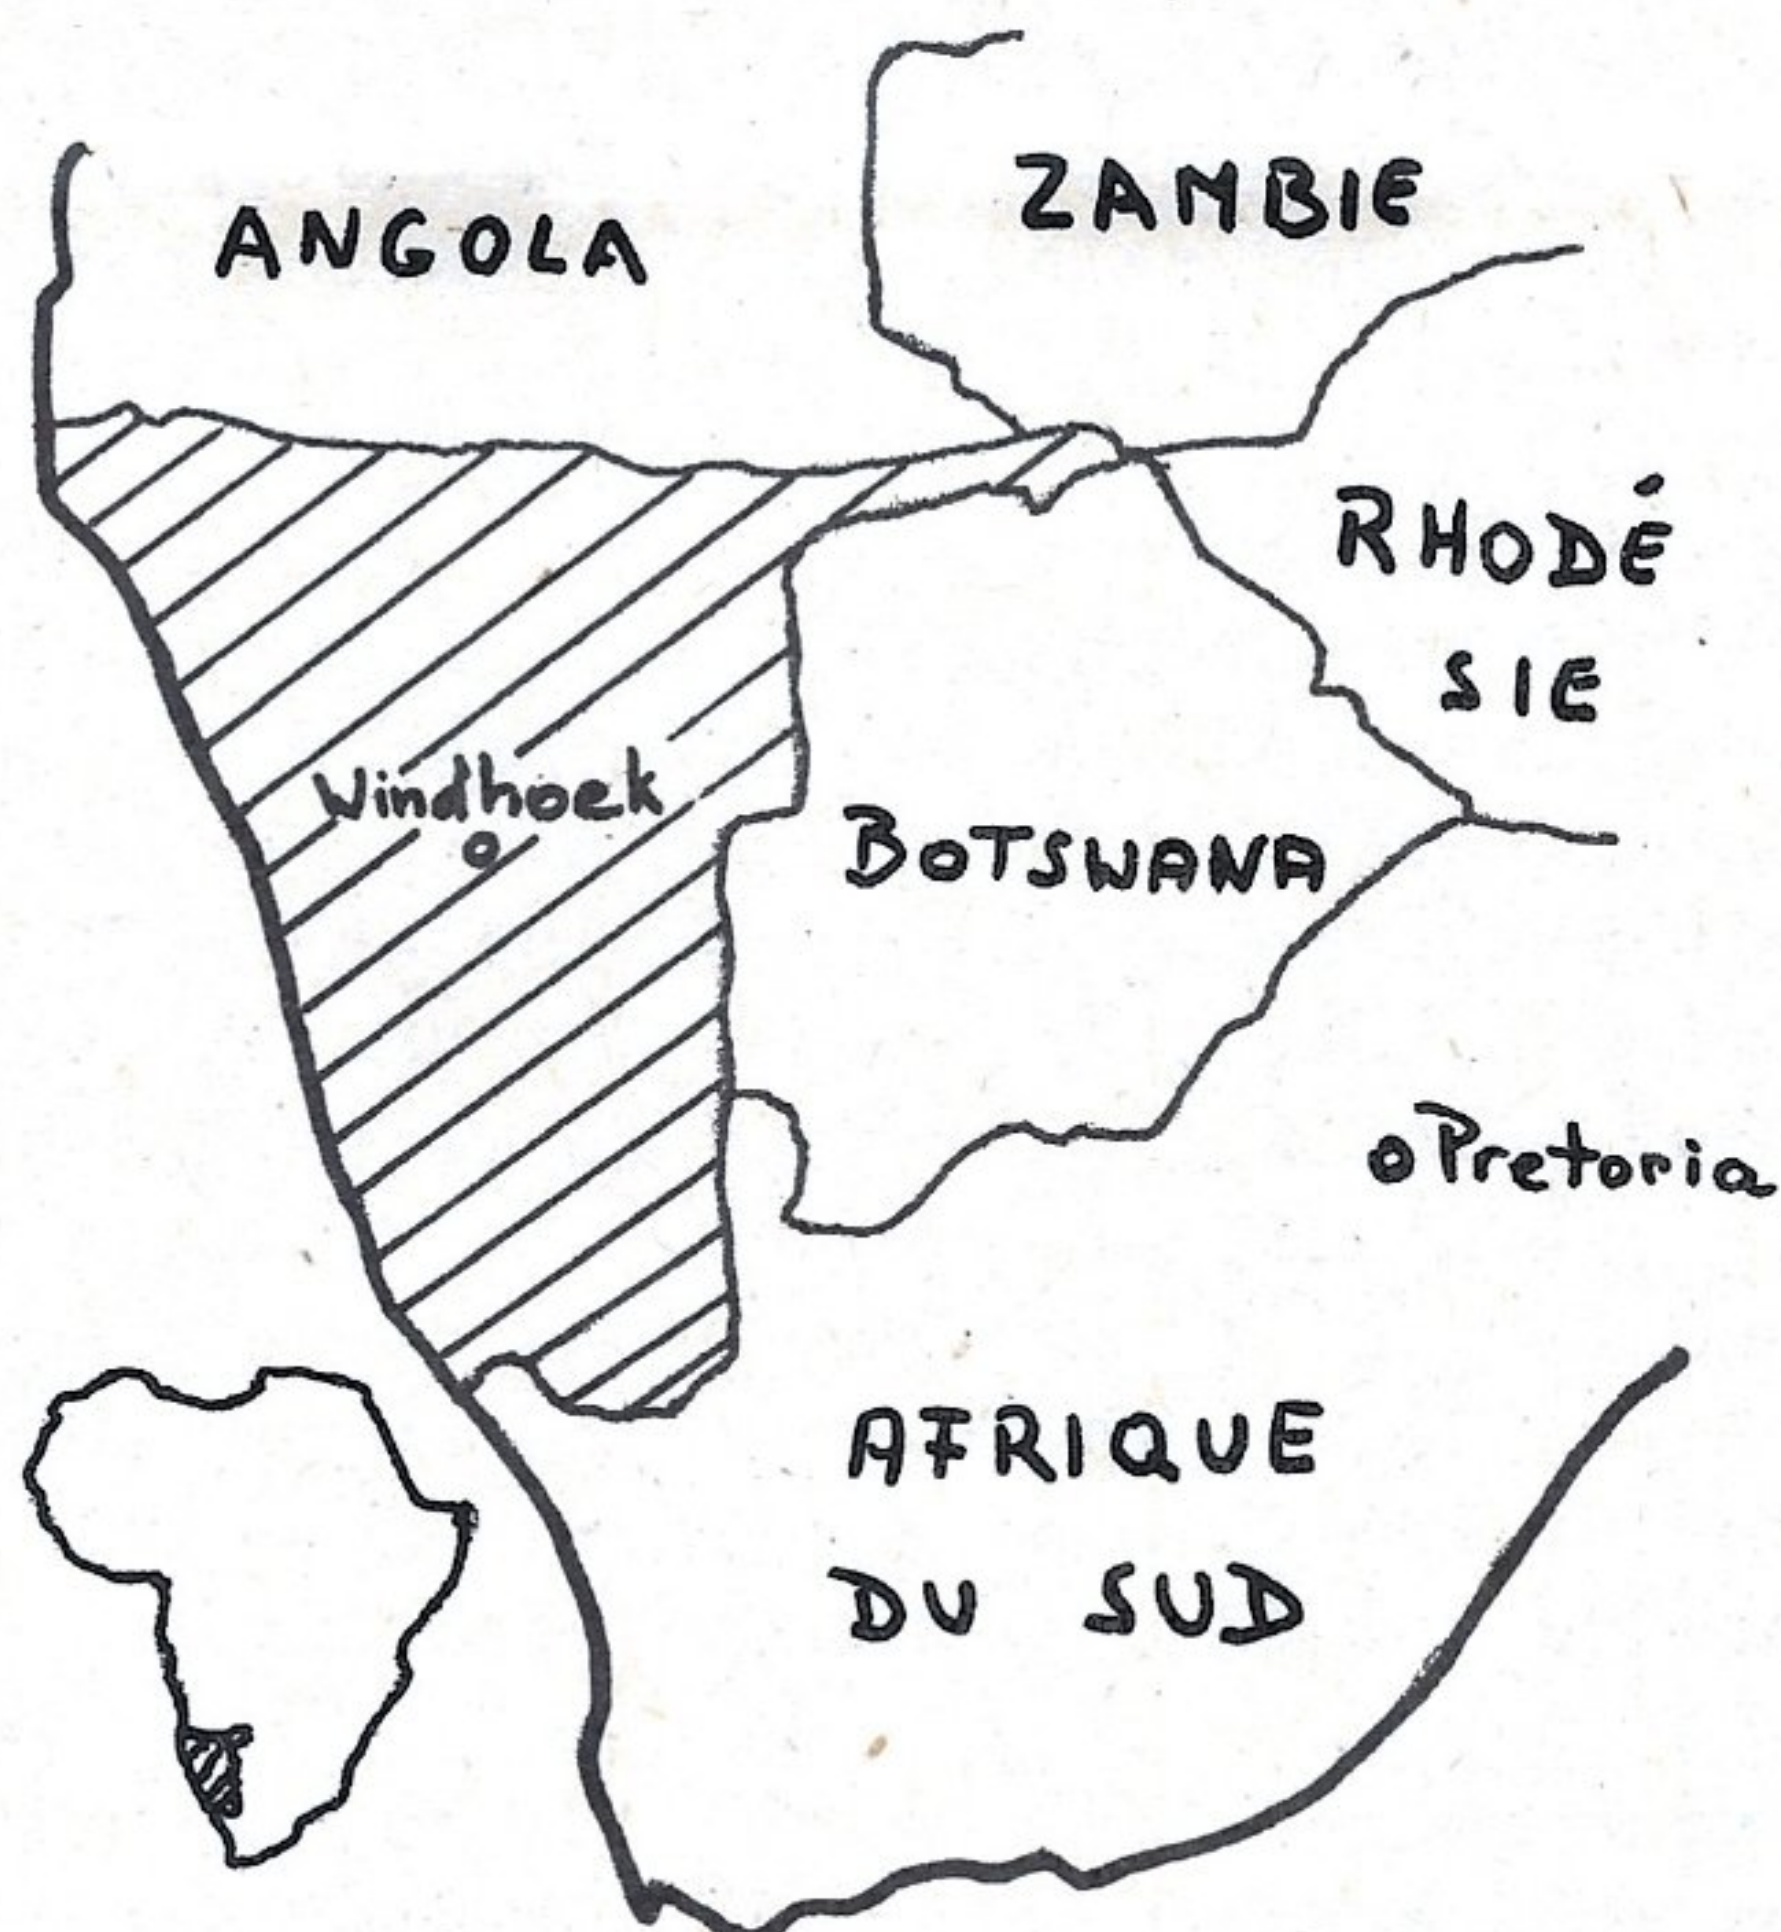 ZAMBIE
ANGOLA
RHODÉ
SIE
Windhoek
BOTSWANA
Pretoria
AFRIQUE
DU SUD